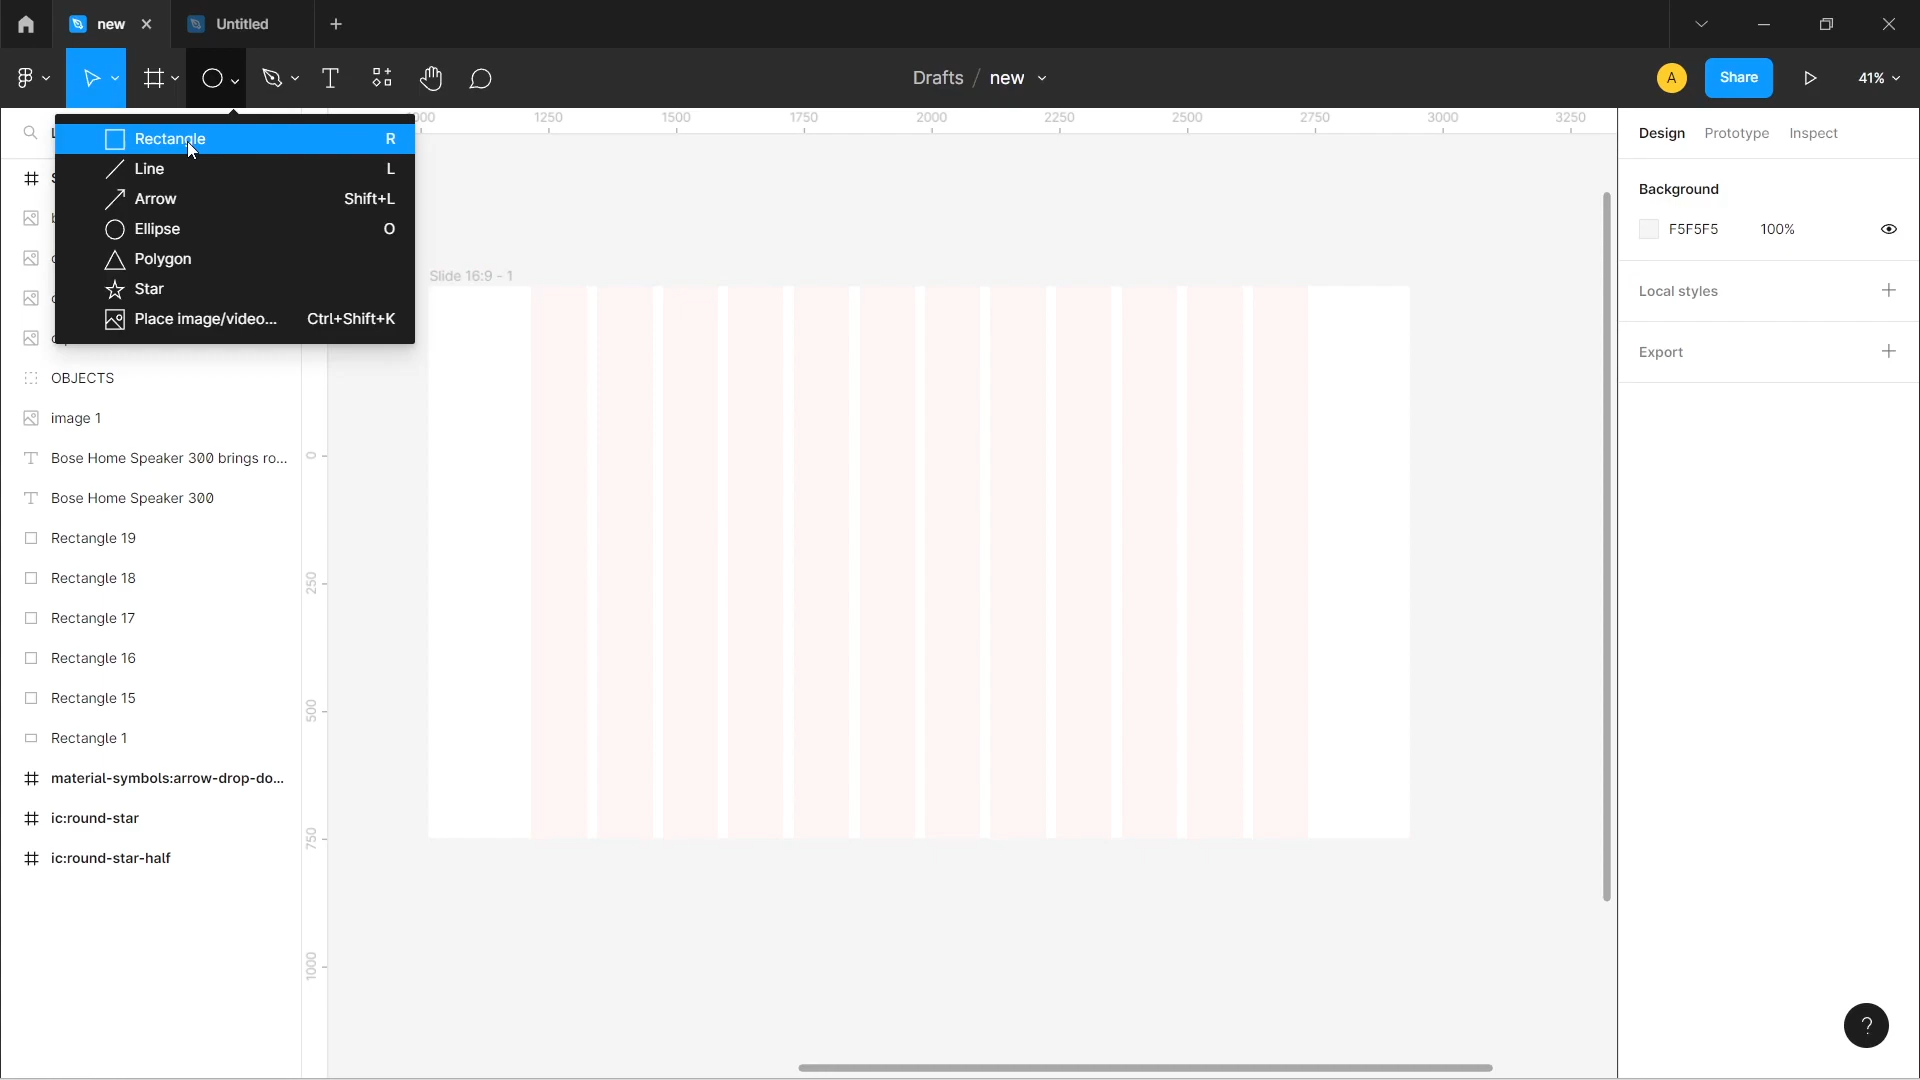 new
Untitled
Drafts / new
A
Share
41%
Rectangle R
Line L
Arrow Shift+L
Ellipse O
Polygon
Star
Place image/video... Ctrl+Shift+K
OBJECTS
image 1
Bose Home Speaker 300 brings ro...
Bose Home Speaker 300
Rectangle 19
Rectangle 18
Rectangle 17
Rectangle 16
Rectangle 15
Rectangle 1
material-symbols:arrow-drop-do...
ic:round-star
ic:round-star-half
1250 1500 1750 2000 2250 2500 2750 3000 3250
0
250
500
750
1000
Slide 16:9 - 1
Design Prototype Inspect
Background
F5F5F5 100%
Local styles
Export
?